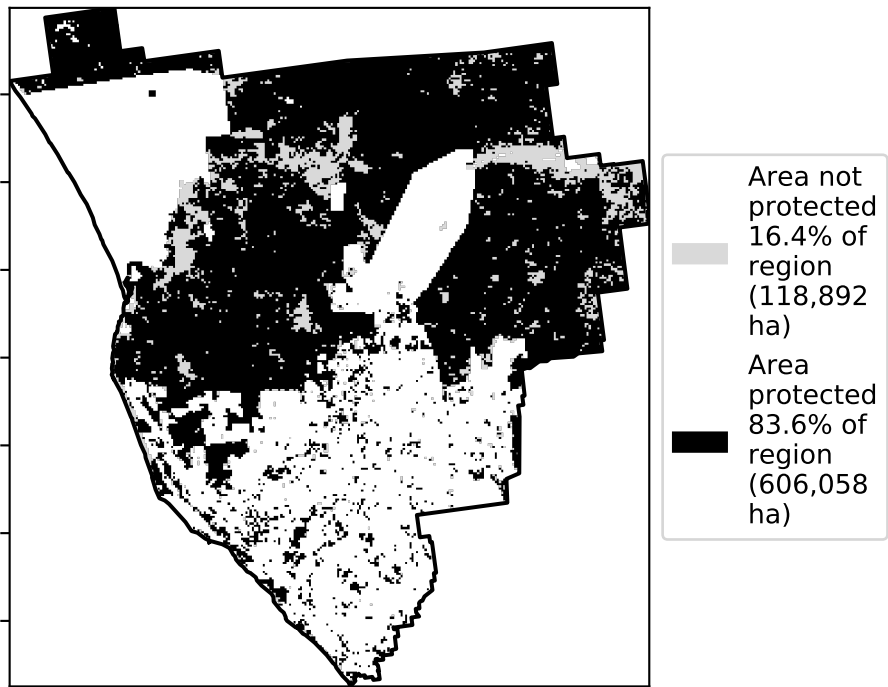 Area not
protected
16.4% of
region
(118,892
ha)
Area
protected
83.6% of
region
(606,058
ha)